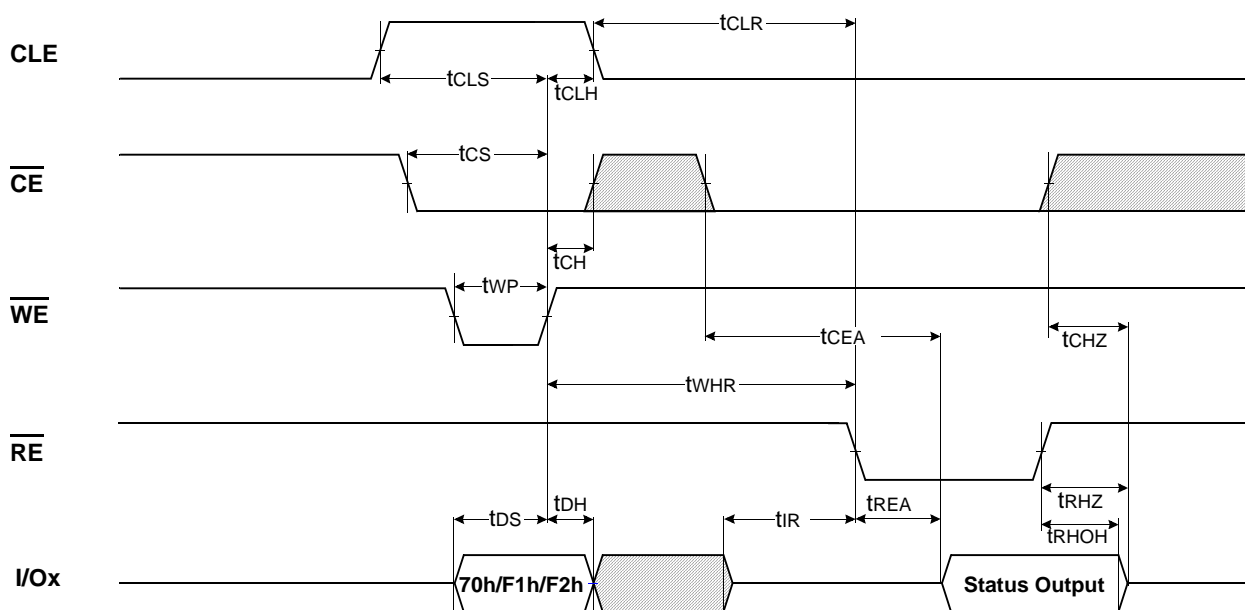 CLE
tCLR
tCLS
tCLH
CE
tCS
tCH
WE
tWP
tCEA
tCHZ
tWHR
RE
tDS
tDH
tIR
tREA
tRHZ
tRHOH
I/Ox
70h/F1h/F2h
Status Output